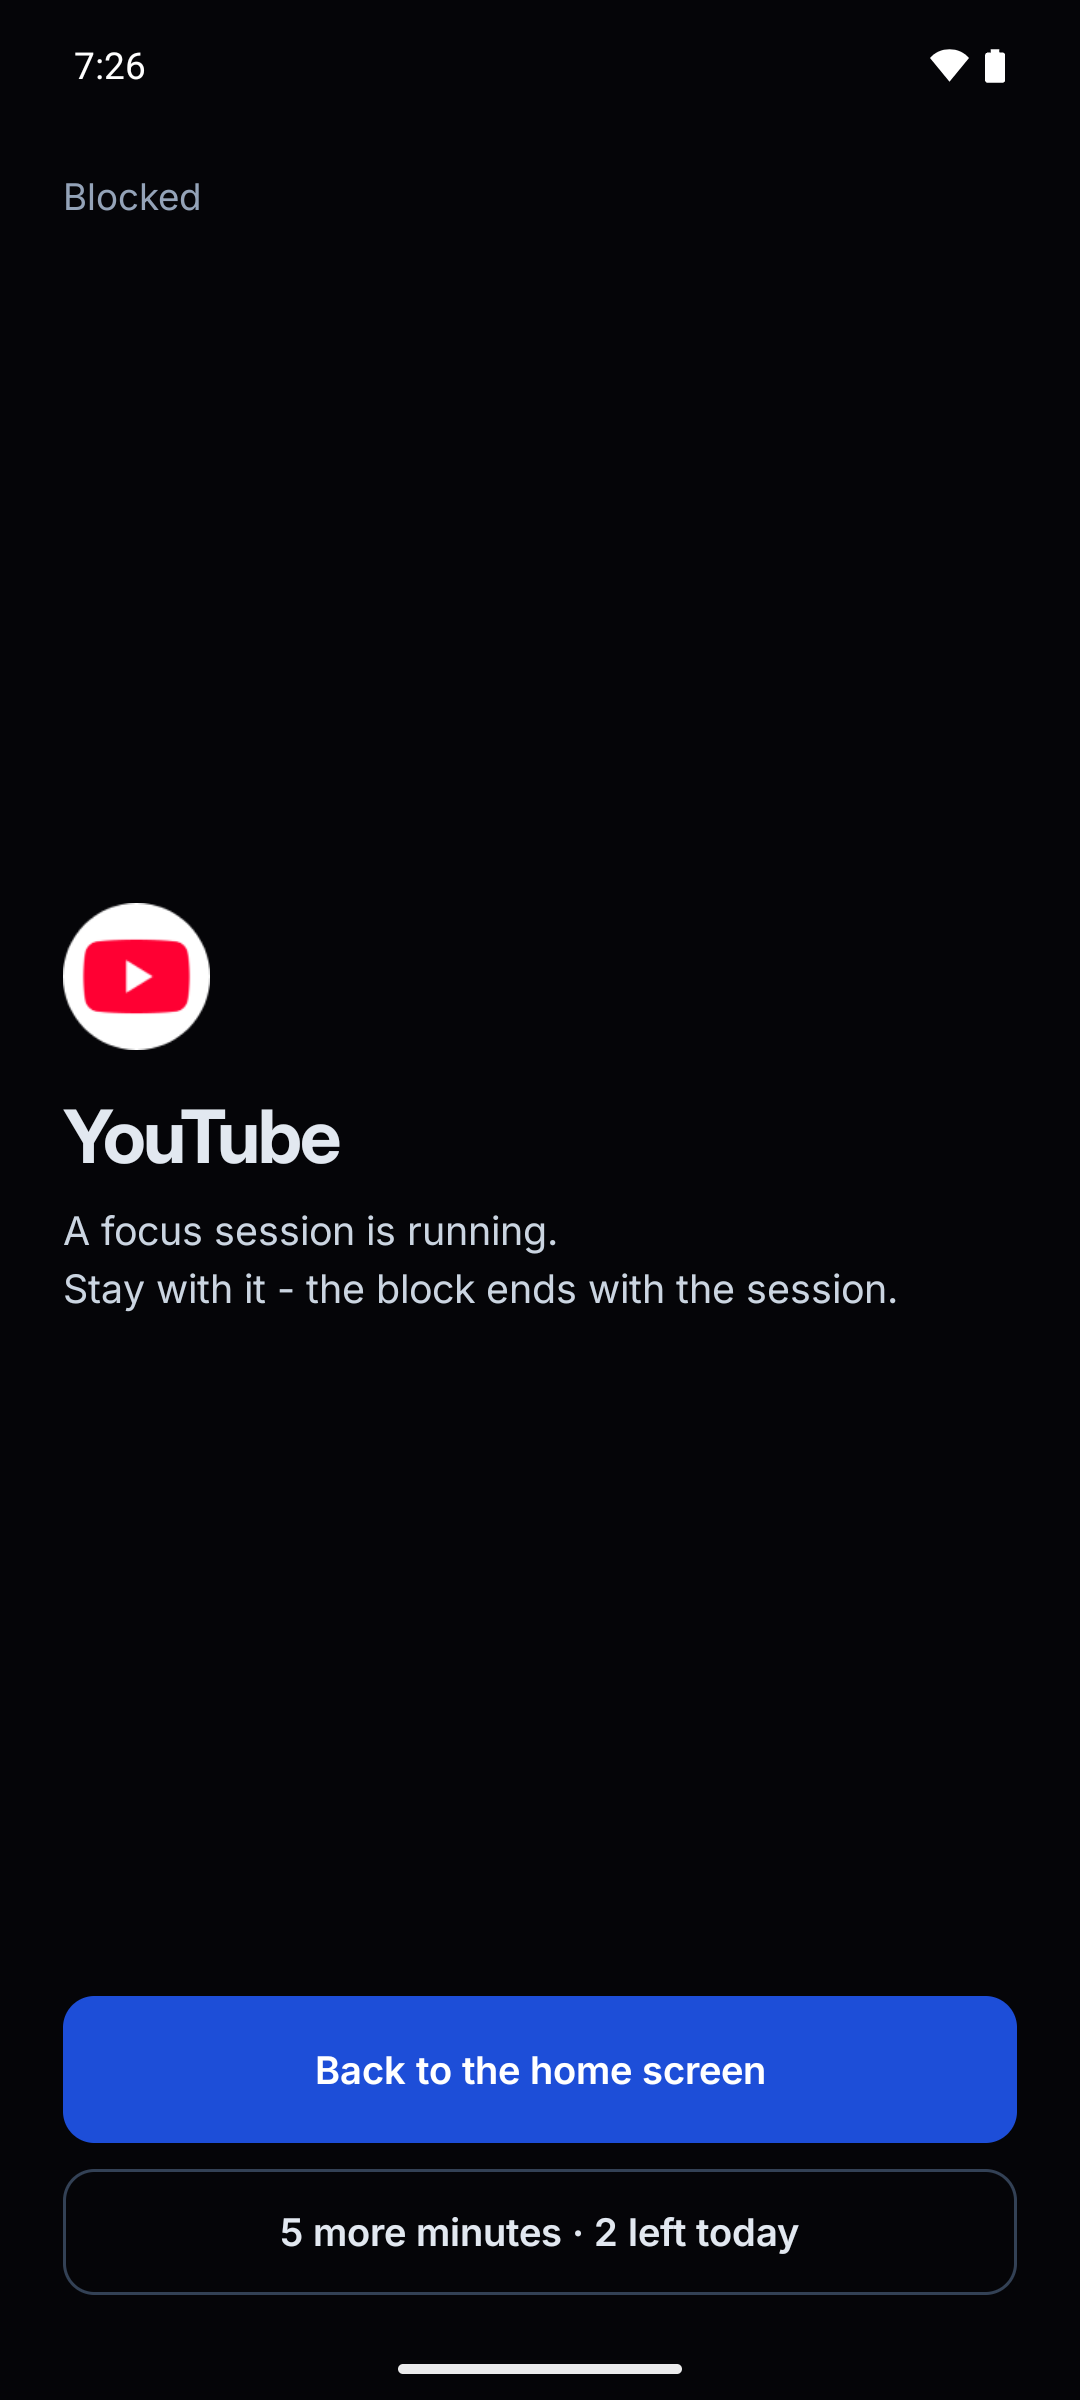 7:26
Blocked
YouTube
A focus session is running.
Stay with it - the block ends with the session.
Back to the home screen
5 more minutes · 2 left today